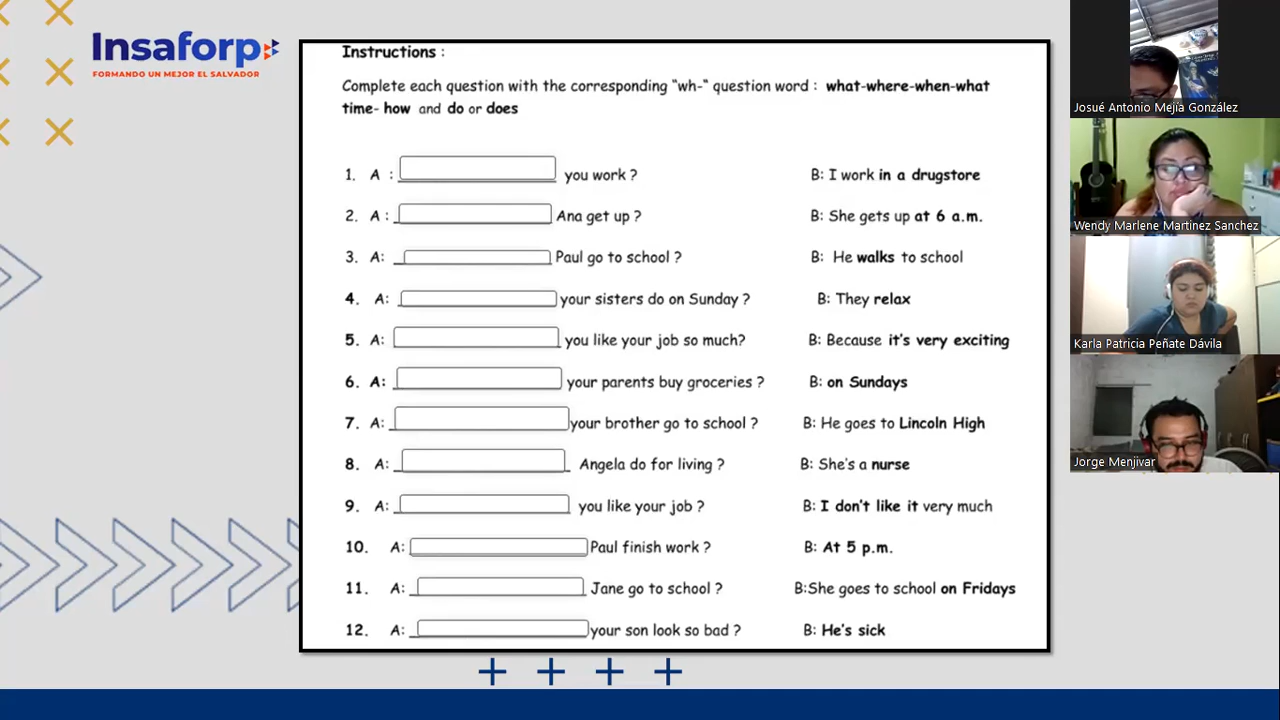 Insaforp
FORMANDO UN MEJOR EL SALVADOR
Instructions :
Complete each question with the corresponding "wh-" question word : what-where-when-what
time- how and do or does
1. A : you work ? B: I work in a drugstore
2. A : Ana get up ? B: She gets up at 6 a.m.
3. A: Paul go to school ? B: He walks to school
4. A: your sisters do on Sunday ? B: They relax
5. A: you like your job so much? B: Because it's very exciting
6. A: your parents buy groceries ? B: on Sundays
7. A: your brother go to school ? B: He goes to Lincoln High
8. A: Angela do for living ? B: She's a nurse
9. A: you like your job ? B: I don't like it very much
10. A: Paul finish work ? B: At 5 p.m.
11. A: Jane go to school ? B:She goes to school on Fridays
12. A: your son look so bad ? B: He's sick
Josué Antonio Mejía González
Wendy Marlene Martinez Sanchez
Karla Patricia Peñate Dávila
Jorge Menjivar